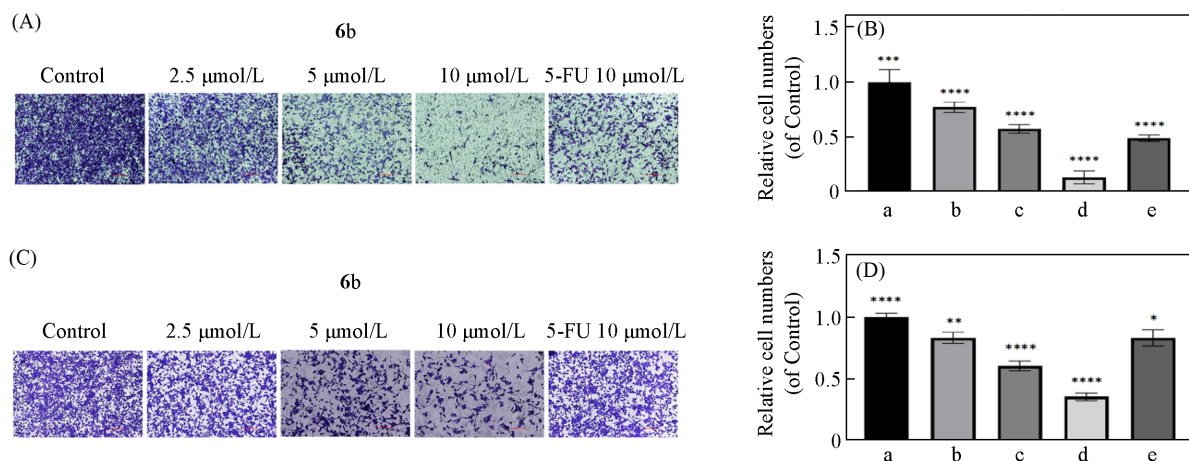 (A)
6b
Control 2.5 μmol/L 5 μmol/L 10 μmol/L 5-FU 10 μmol/L
(B)
Relative cell numbers
(of Control)
1.5
1.0
0.5
0
***
****
****
****
****
a b c d e
(C)
6b
Control 2.5 μmol/L 5 μmol/L 10 μmol/L 5-FU 10 μmol/L
(D)
Relative cell numbers
(of Control)
1.5
1.0
0.5
0
****
**
****
****
*
a b c d e